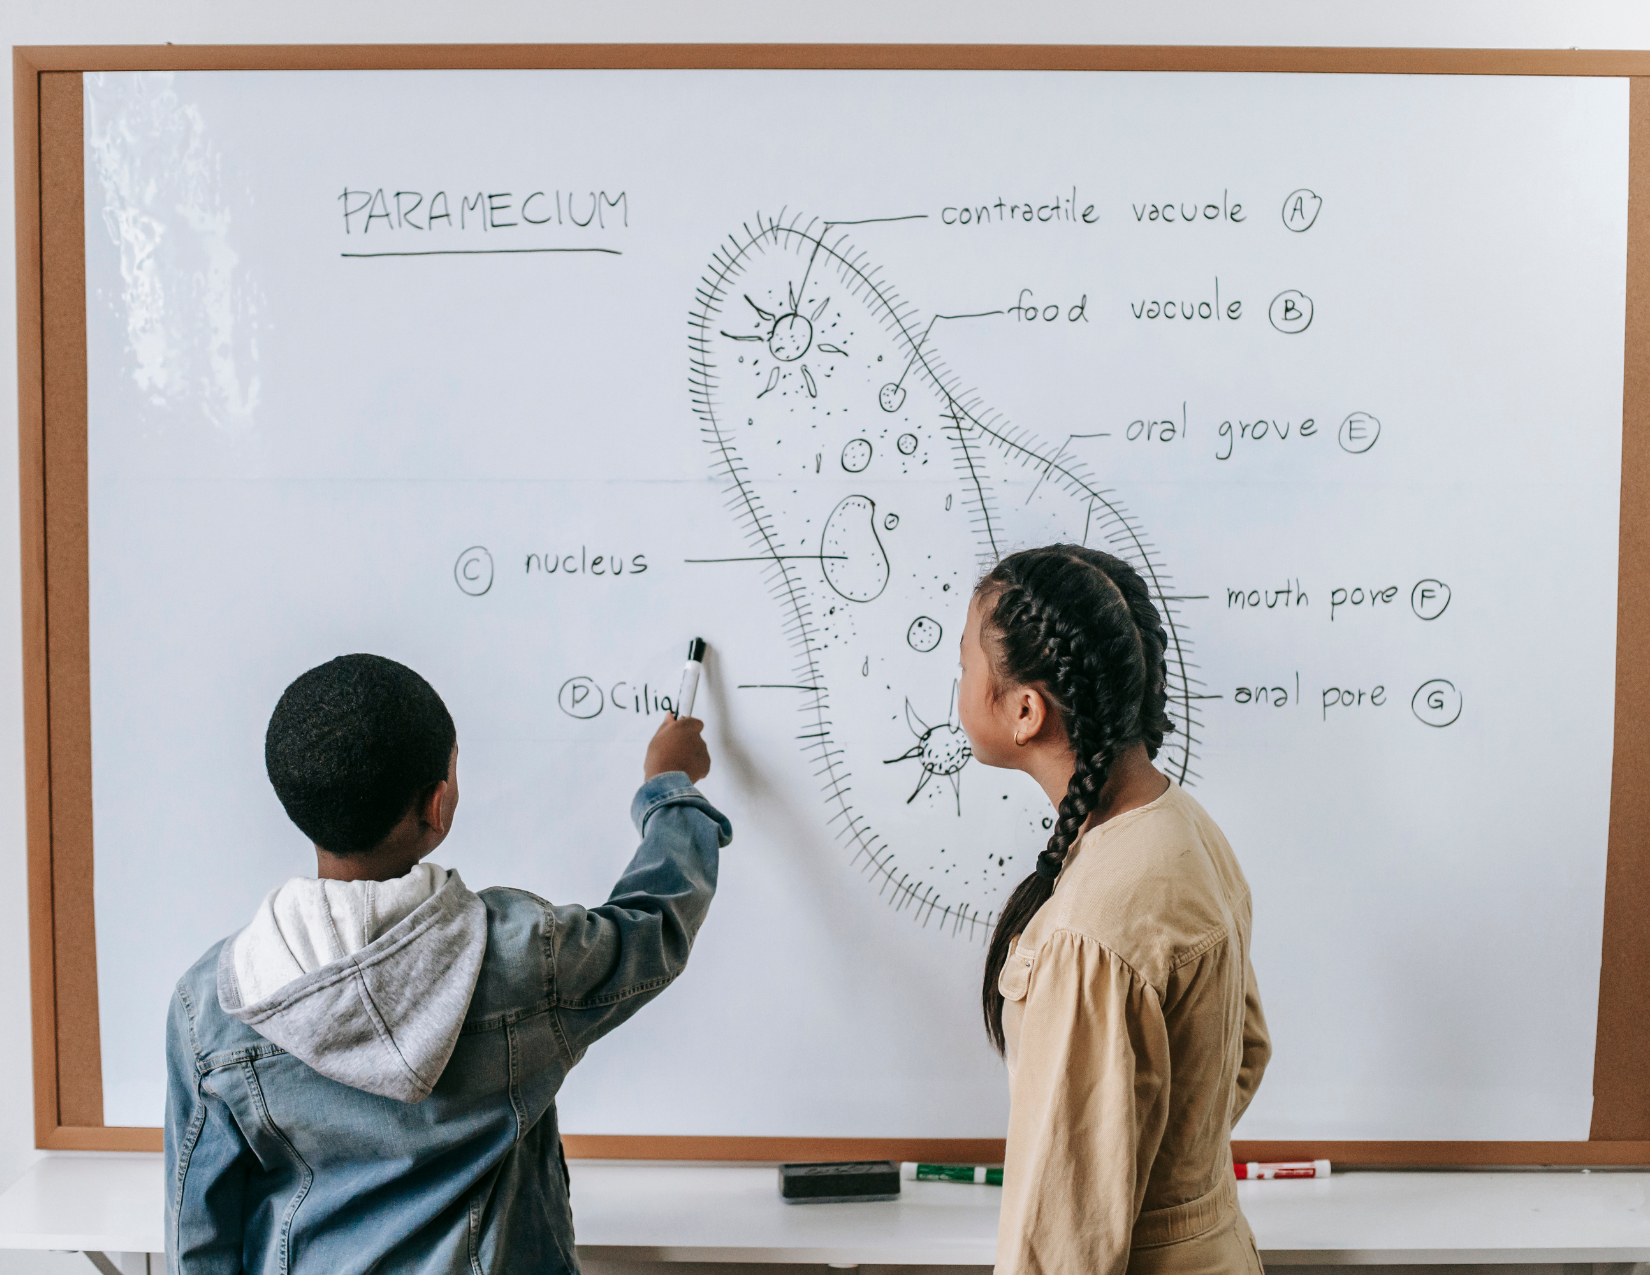 PARAMECIUM
contractile vacuole A
food vacuole B
oral grove E
C nucleus
mouth pore F
D Cilia
anal pore G